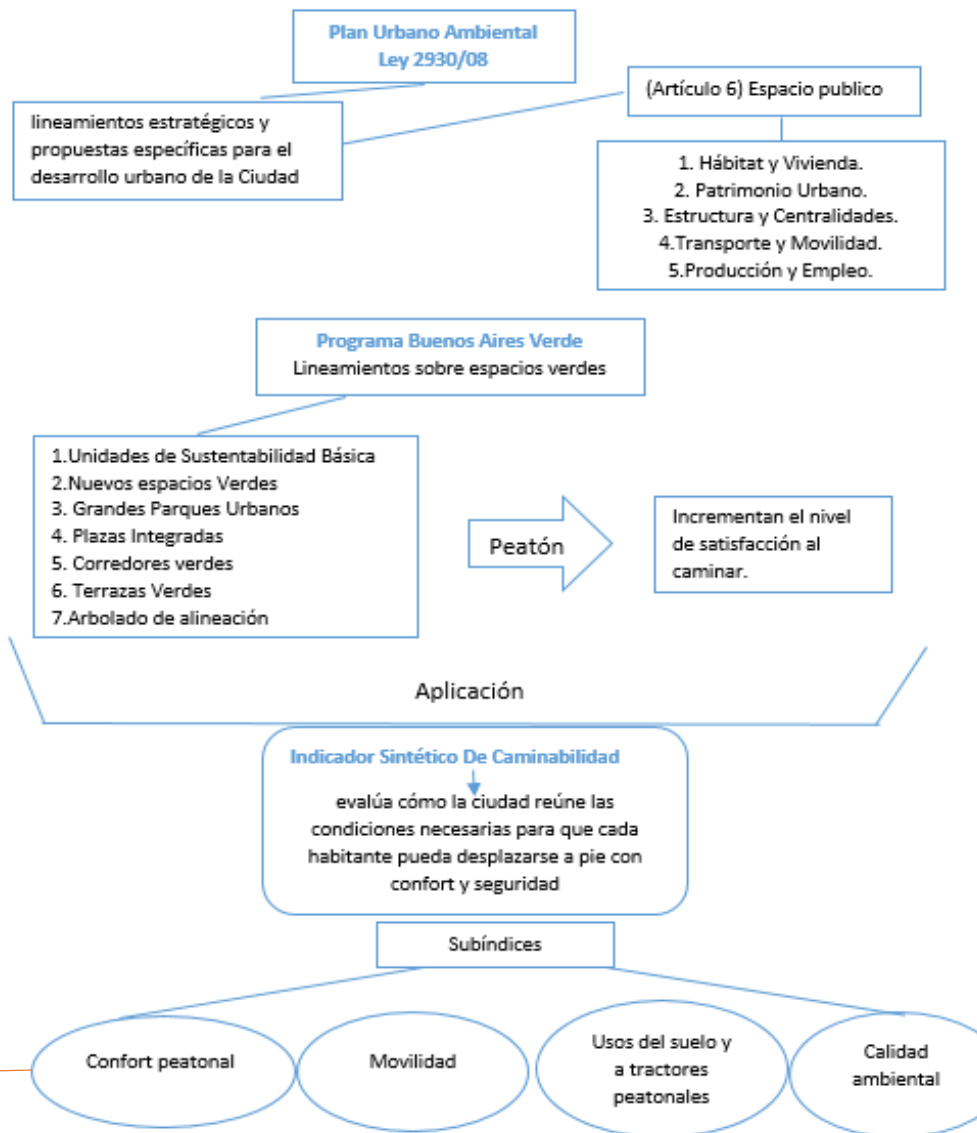 Plan Urbano Ambiental
Ley 2930/08
(Artículo 6) Espacio publico
lineamientos estratégicos y
propuestas específicas para el
desarrollo urbano de la Ciudad
1. Hábitat y Vivienda.
2. Patrimonio Urbano.
3. Estructura y Centralidades.
4.Transporte y Movilidad.
5.Producción y Empleo.
Programa Buenos Aires Verde
Lineamientos sobre espacios verdes
1.Unidades de Sustentabilidad Básica
2.Nuevos espacios Verdes
3. Grandes Parques Urbanos
4. Plazas Integradas
5. Corredores verdes
6. Terrazas Verdes
7.Arbolado de alineación
Peatón
Incrementan el nivel
de satisfacción al
caminar.
Aplicación
Indicador Sintético De Caminabilidad
evalúa cómo la ciudad reúne las
condiciones necesarias para que cada
habitante pueda desplazarse a pie con
confort y seguridad
Subíndices
Confort peatonal
Movilidad
Usos del suelo y
a tractores
peatonales
Calidad
ambiental